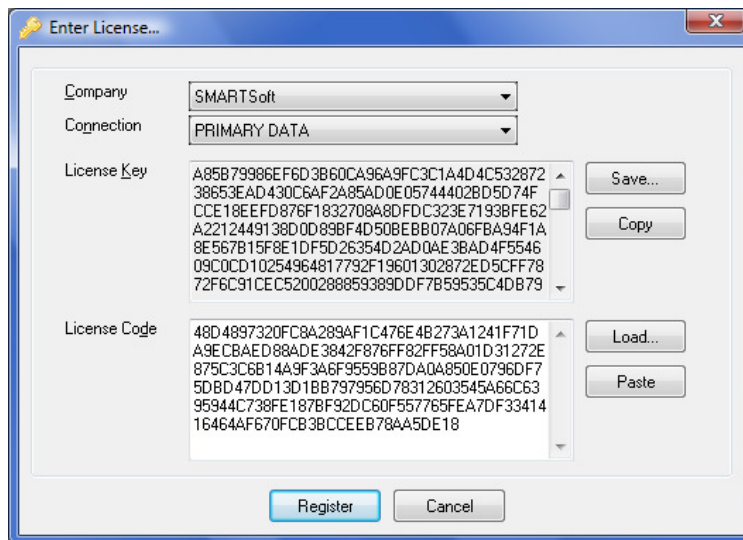 Enter License...
Company
SMARTSoft
Connection
PRIMARY DATA
License Key
A85B79986EF6D3B60CA96A9FC3C1A4D4C532872
38653EAD430C6AF2A85AD0E05744402BD5D74F
CCE18EEFD876F1832708A8DFDC323E7193BFE62
A2212449138D0D89BF4D50BEBB07A06FBA94F1A
8E567B15F8E1DF5D26354D2AD0AE3BAD4F5546
09C0CD10254964817792F19601302872ED5CFF78
72F6C91CEC5200288859389DDF7B59535C4DB79
Save...
Copy
License Code
48D4897320FC8A289AF1C476E4B273A1241F71D
A9ECBAED88ADE3842F876FF82FF58A01D31272E
875C3C6B14A9F3A6F9559B87DA0A850E0796DF7
5DBD47DD13D1BB797956D78312603545A66C63
95944C738FE187BF92DC60F557765FEA7DF33414
16464AF670FCB3BCCEEB78AA5DE18
Load...
Paste
Register
Cancel